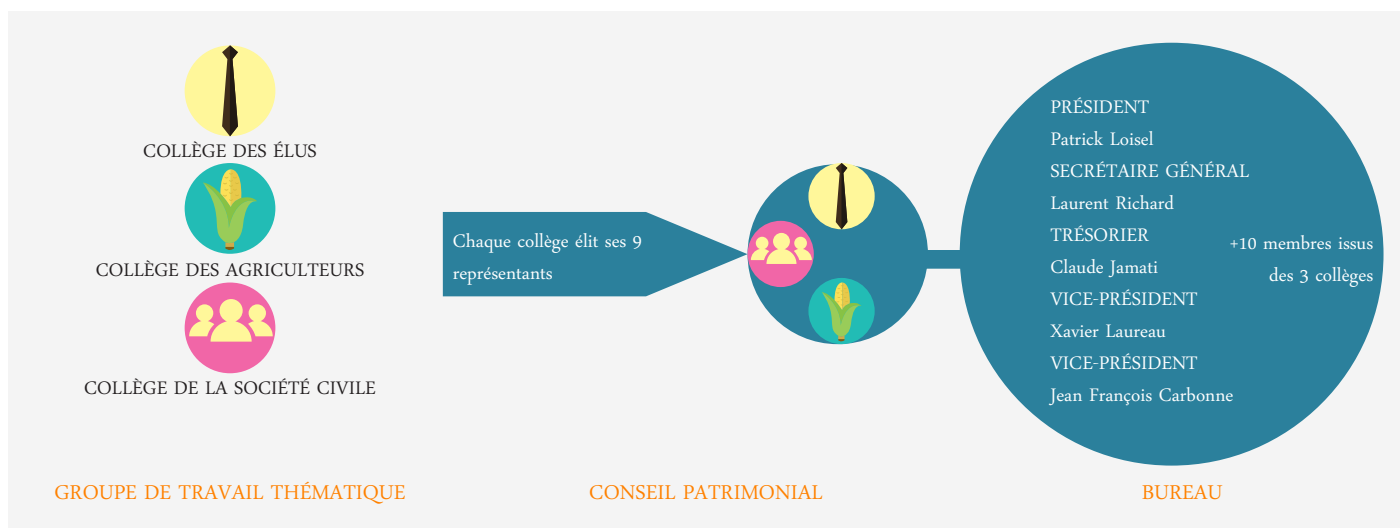 COLLÈGE DES ÉLUS
COLLÈGE DES AGRICULTEURS
COLLÈGE DE LA SOCIÉTÉ CIVILE
GROUPE DE TRAVAIL THÉMATIQUE
Chaque collège élit ses 9
représentants
CONSEIL PATRIMONIAL
PRÉSIDENT
Patrick Loisel
SECRÉTAIRE GÉNÉRAL
Laurent Richard
TRÉSORIER
Claude Jamati
VICE-PRÉSIDENT
Xavier Laureau
VICE-PRÉSIDENT
Jean François Carbonne
+10 membres issus
des 3 collèges
BUREAU